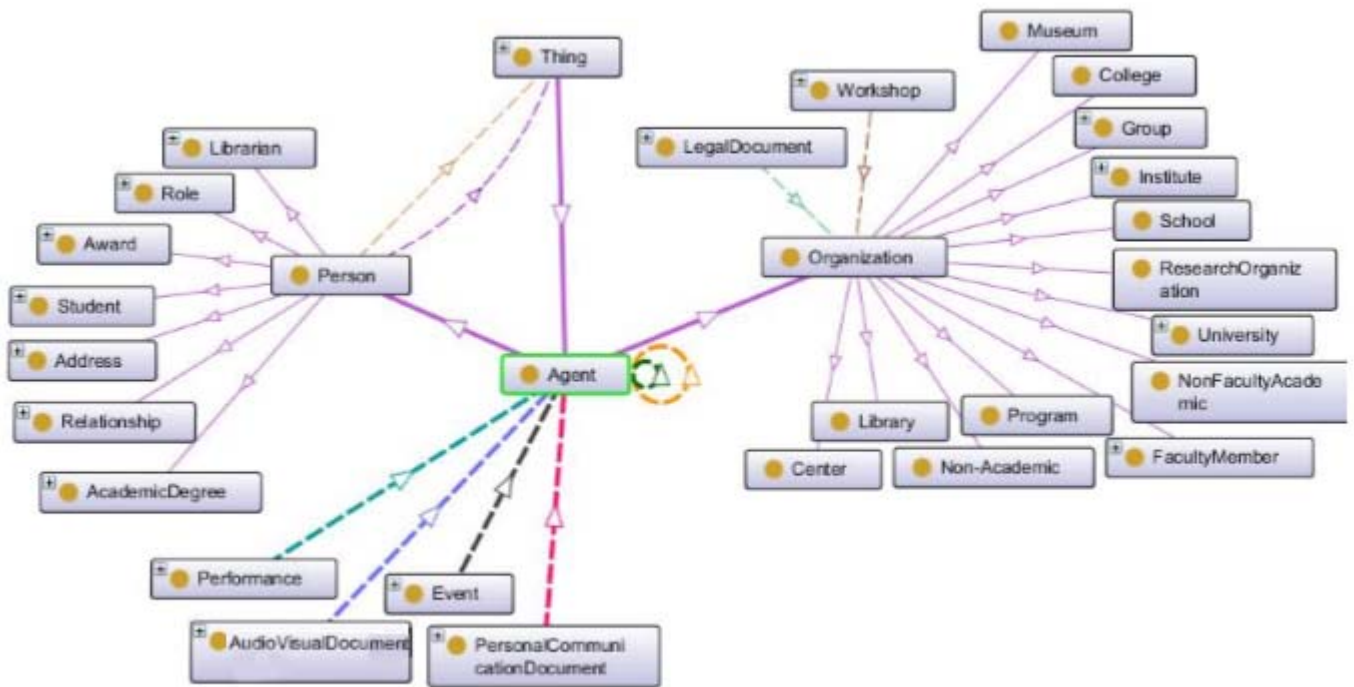 Museum
Thing
College
Workshop
Group
Librarian
LegalDocument
Institute
Role
School
Award
Person
Organization
ResearchOrganiz
ation
Student
University
Address
Agent
NonFacultyAcade
mic
Relationship
Library
Program
FacultyMember
Center
Non-Academic
AcademicDegree
Performance
Event
AudioVisualDocument
PersonalCommuni
cationDocument